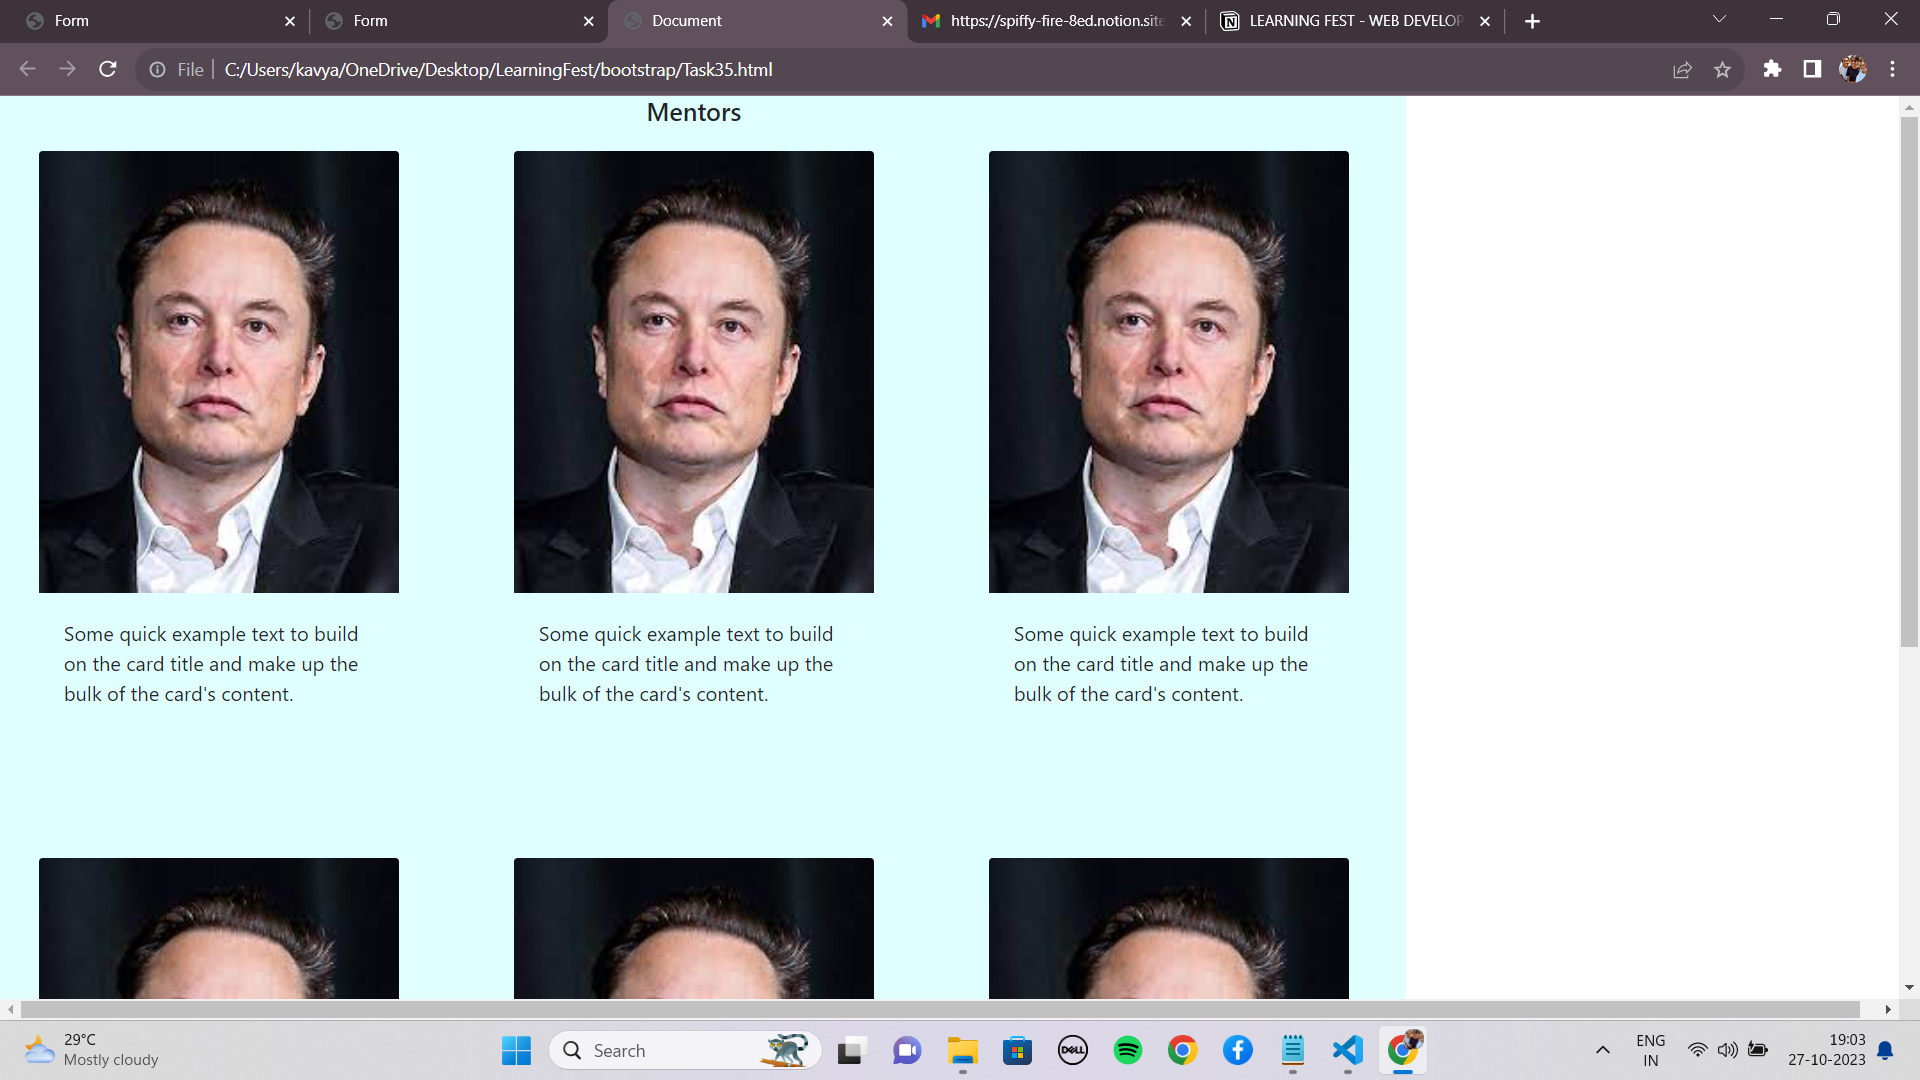 Form
Form
Document
https://spiffy-fire-8ed.notion.site
LEARNING FEST - WEB DEVELOP
File
C:/Users/kavya/OneDrive/Desktop/LearningFest/bootstrap/Task35.html
Mentors
Some quick example text to build
on the card title and make up the
bulk of the card's content.
Some quick example text to build
on the card title and make up the
bulk of the card's content.
Some quick example text to build
on the card title and make up the
bulk of the card's content.
29°C
Mostly cloudy
Search
DELL
ENG
IN
19:03
27-10-2023